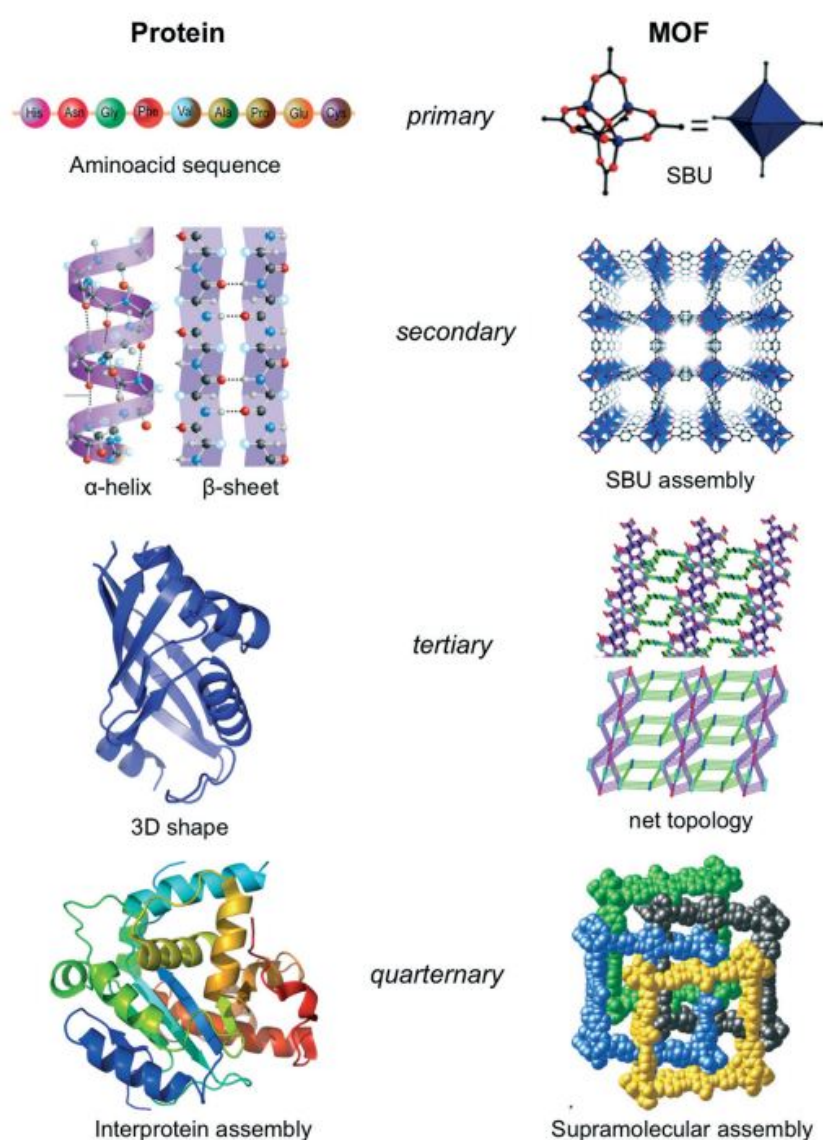 Protein
MOF
His Asn Gly Phe Val Ala Pro Glu Cys
primary
=
Aminoacid sequence
SBU
secondary
α-helix
β-sheet
SBU assembly
tertiary
3D shape
net topology
quarternary
Interprotein assembly
Supramolecular assembly